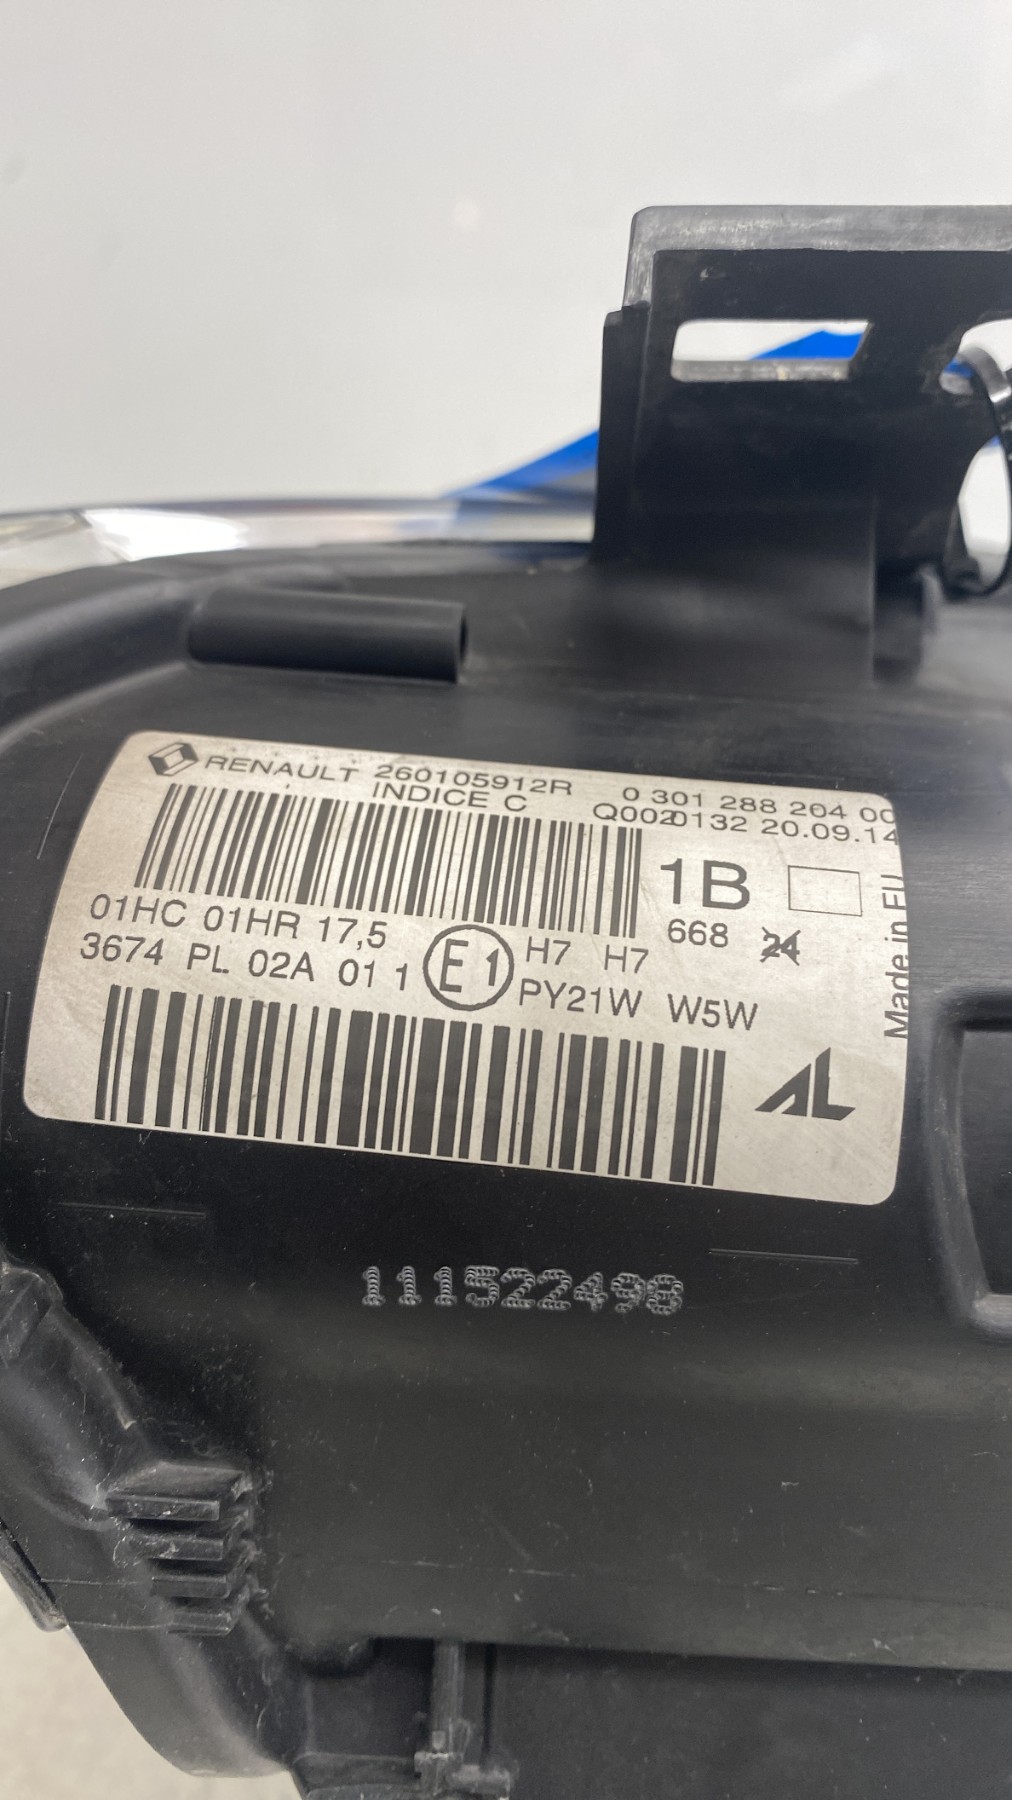 RENAULT 260105912R 0 301 288 204 00
INDICE C Q0020132 20.09.14
1B
01HC 01HR 17,5 H7 H7 668 24
3674 PL 02A 01 1 E1 PY21W W5W
Made in EU
AL
111522498